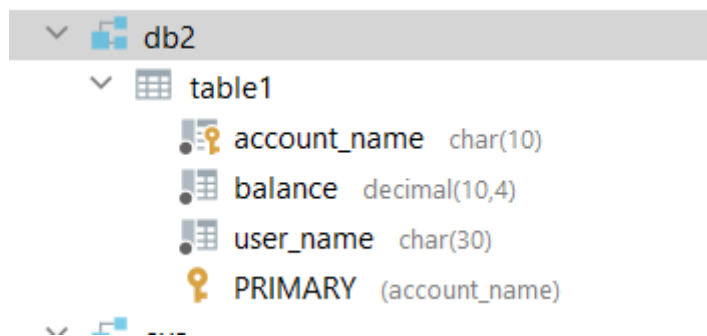 db2
table1
account_name char(10)
balance decimal(10,4)
user_name char(30)
PRIMARY (account_name)